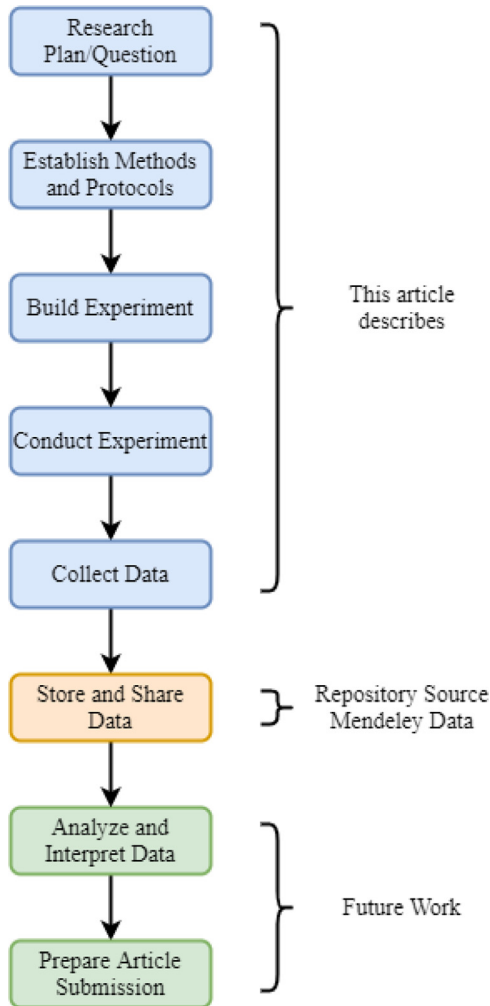 Research
Plan/Question
Establish Methods
and Protocols
Build Experiment
This article
describes
Conduct Experiment
Collect Data
Store and Share
Data
Repository Source
Mendeley Data
Analyze and
Interpret Data
Future Work
Prepare Article
Submission